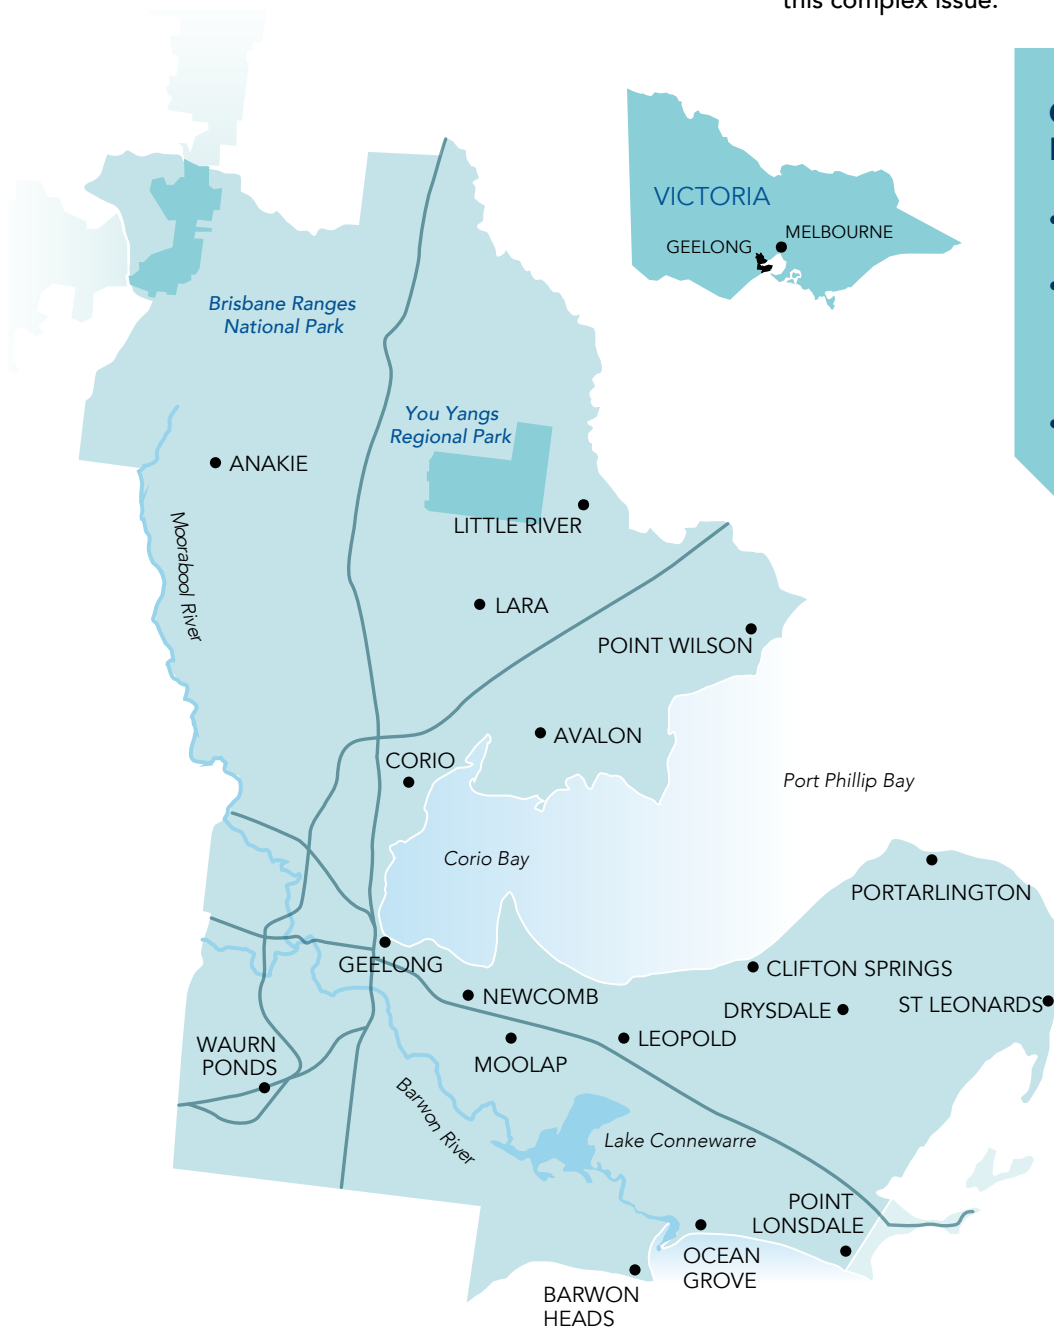 this complex issue.
VICTORIA
MELBOURNE
GEELONG
Brisbane Ranges
National Park
You Yangs
Regional Park
ANAKIE
LITTLE RIVER
Moorabool River
LARA
POINT WILSON
AVALON
CORIO
Port Phillip Bay
Corio Bay
PORTARLINGTON
GEELONG
CLIFTON SPRINGS
NEWCOMB
DRYSDALE
ST LEONARDS
LEOPOLD
WAURN
PONDS
MOOLAP
Barwon River
Lake Connewarre
POINT
LONSDALE
OCEAN
GROVE
BARWON
HEADS